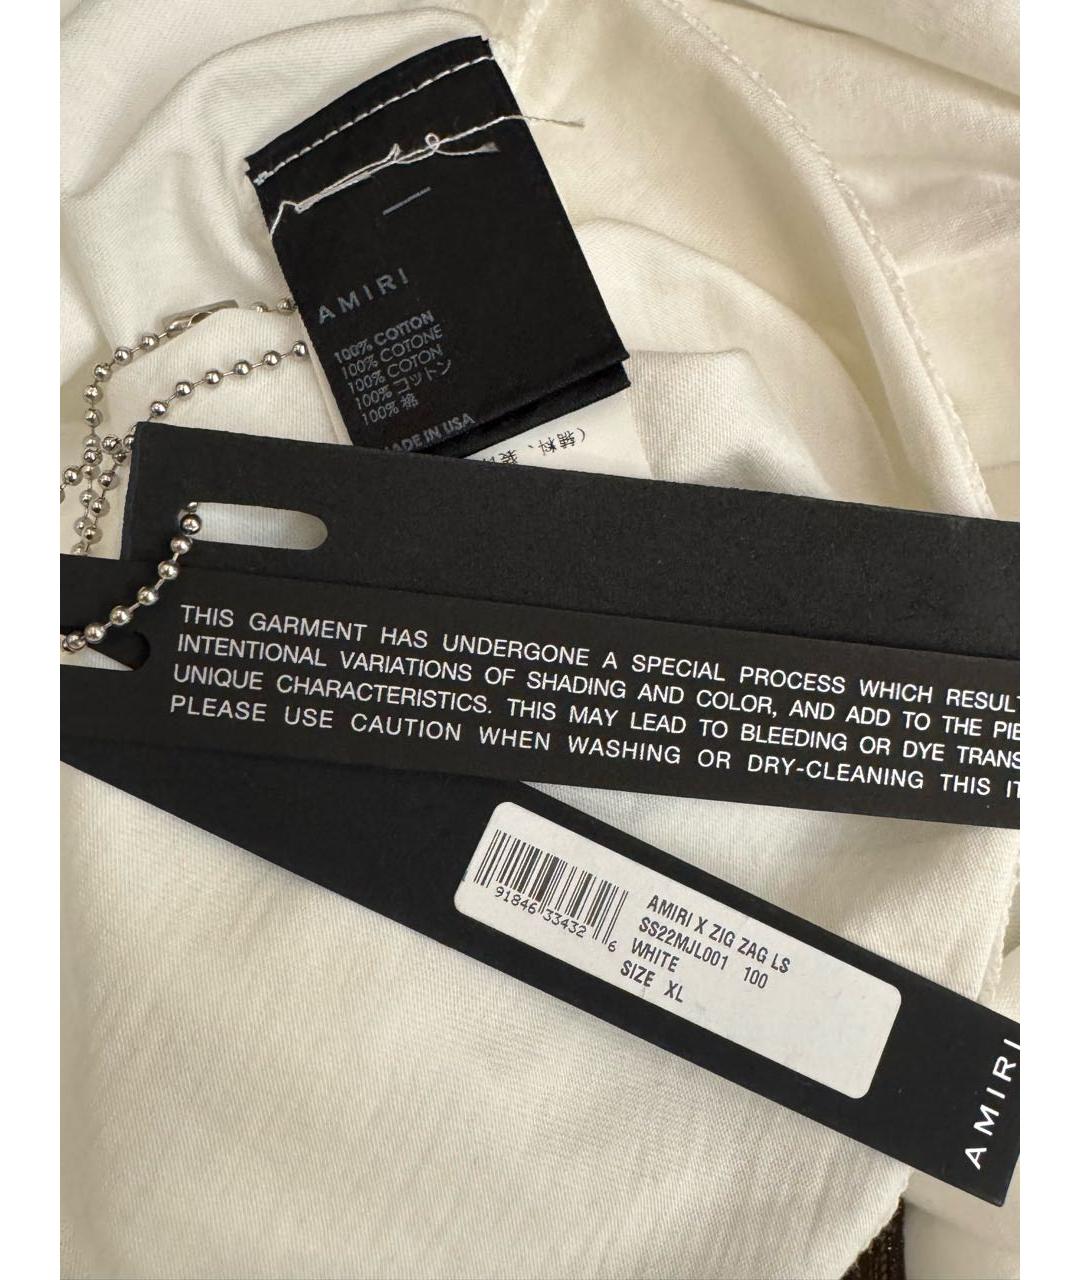 AMIRI
100% COTTON
100% COTONE
100% COTON
100% コットン
100% 棉
MADE IN USA
(辅料、装
THIS GARMENT HAS UNDERGONE A SPECIAL PROCESS WHICH RESULT
INTENTIONAL VARIATIONS OF SHADING AND COLOR, AND ADD TO THE PIE
UNIQUE CHARACTERISTICS. THIS MAY LEAD TO BLEEDING OR DYE TRANS
PLEASE USE CAUTION WHEN WASHING OR DRY-CLEANING THIS IT
91846 33432 6
AMIRI X ZIG ZAG LS
SS22MJL001 100
WHITE
SIZE XL
AMIRI